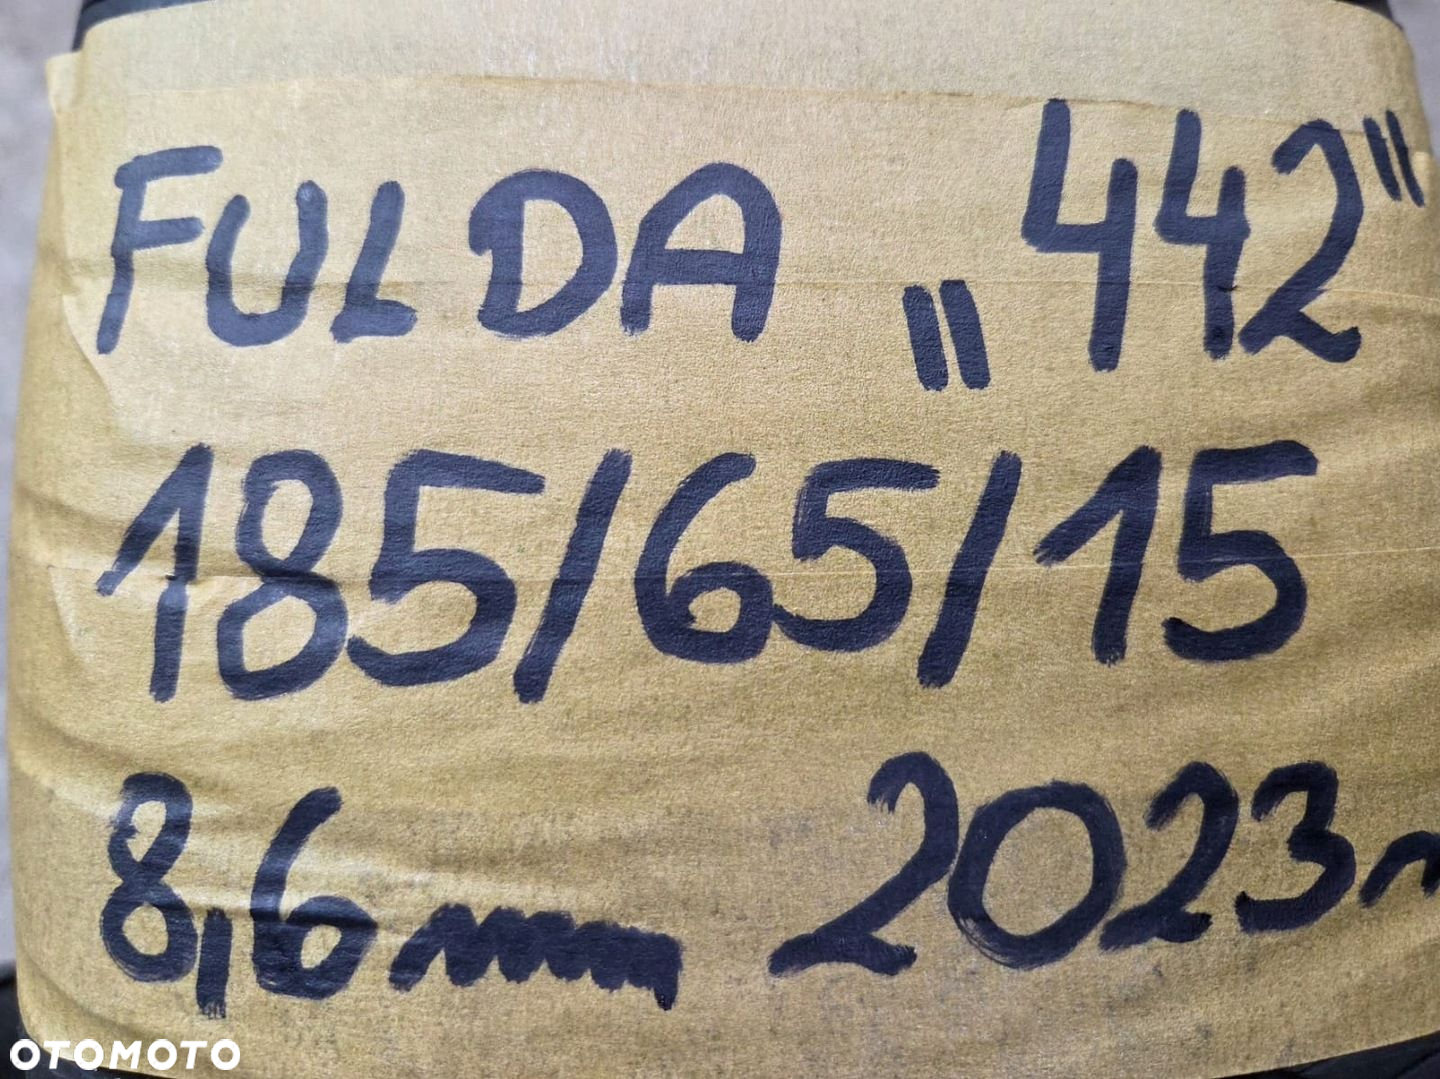 FULDA „442"
185/65/15
8,6mm 2023r
OTOMOTO